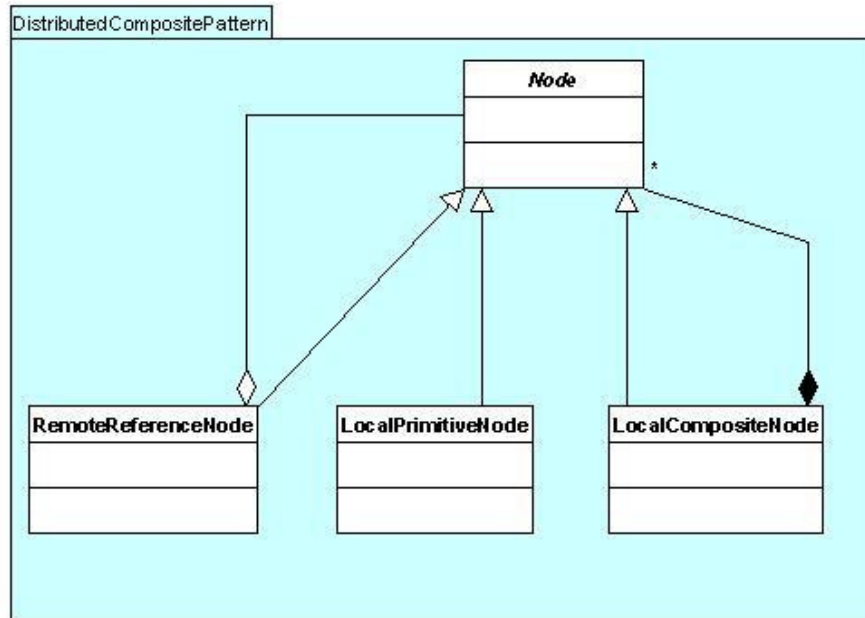 DistributedCompositePattern
Node
*
RemoteReferenceNode
LocalPrimitiveNode
LocalCompositeNode